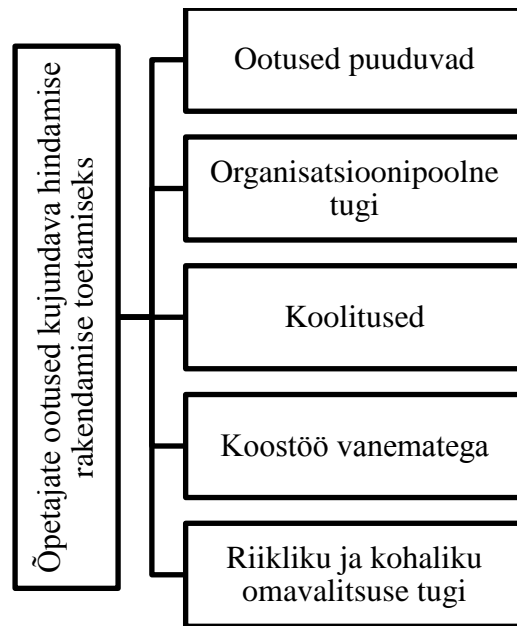 Õpetajate ootused kujundava hindamise
rakendamise toetamiseks
Ootused puuduvad
Organisatsioonipoolne
tugi
Koolitused
Koostöö vanematega
Riikliku ja kohaliku
omavalitsuse tugi